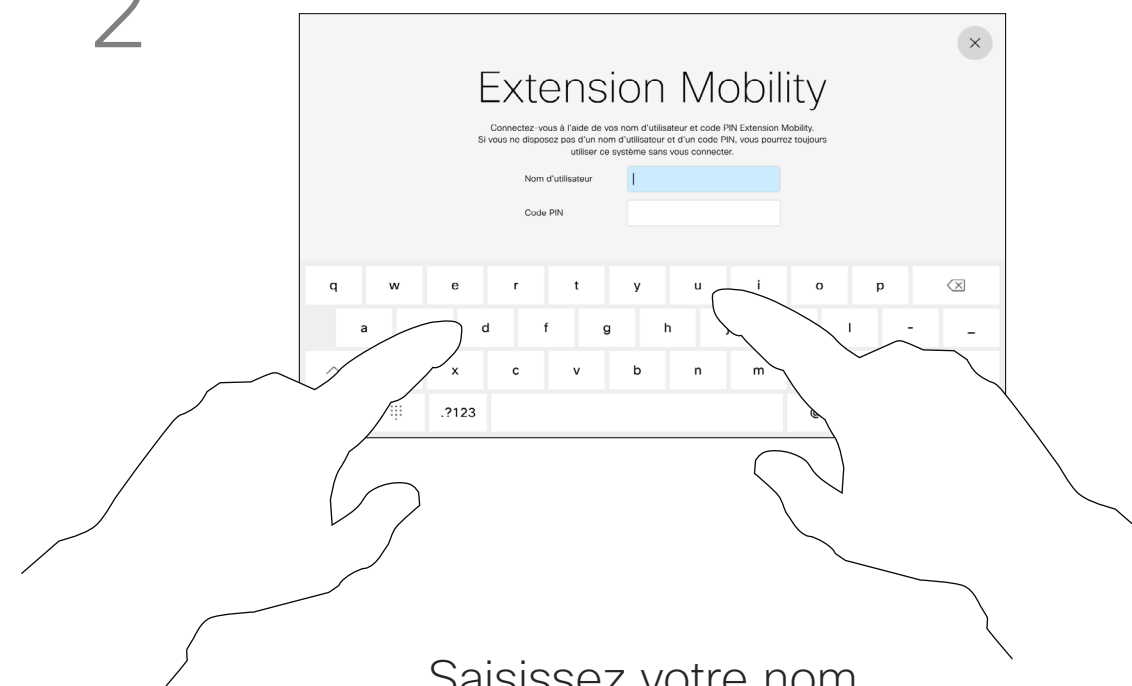 2
Extension Mobility
Connectez-vous à l'aide de vos nom d'utilisateur et code PIN Extension Mobility.
Si vous ne disposez pas d'un nom d'utilisateur et d'un code PIN, vous pourrez toujours
utiliser ce système sans vous connecter.
Nom d'utilisateur
Code PIN
q w e r t y u i o p
a d f g h l - _
x c v b n m
.?123
Saisissez votre nom